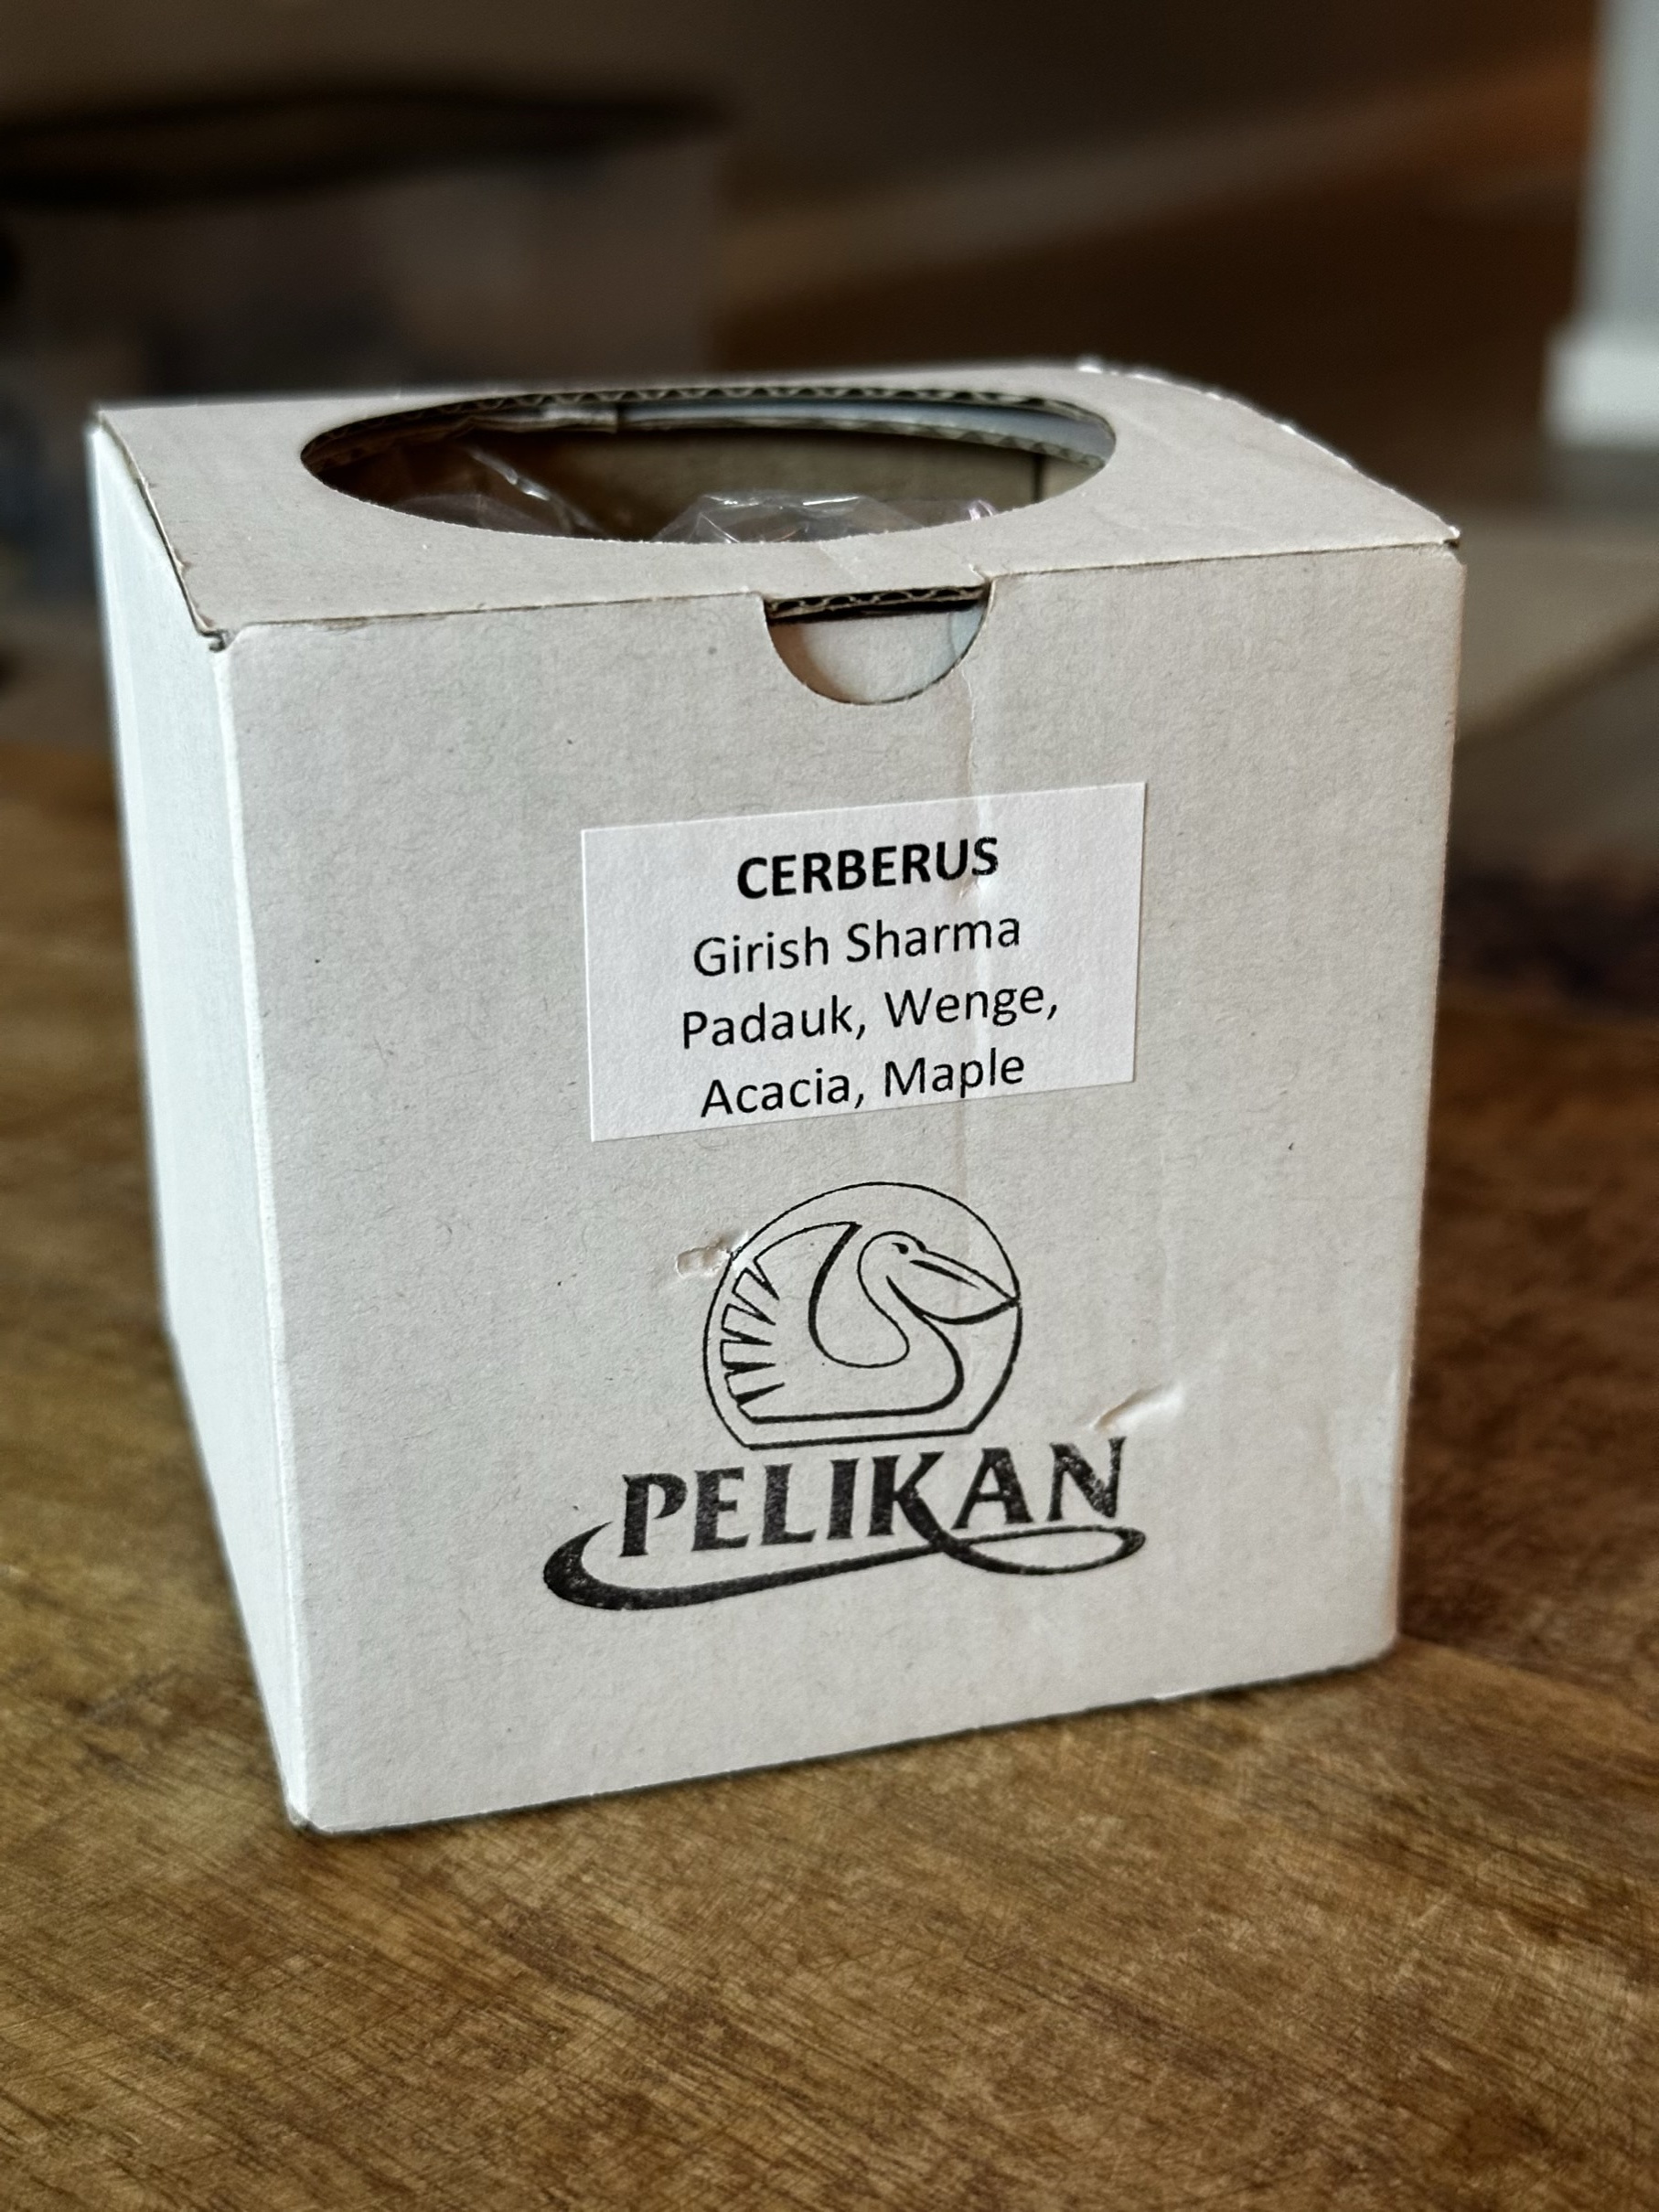 CERBERUS
Girish Sharma
Padauk, Wenge,
Acacia, Maple
PELIKAN